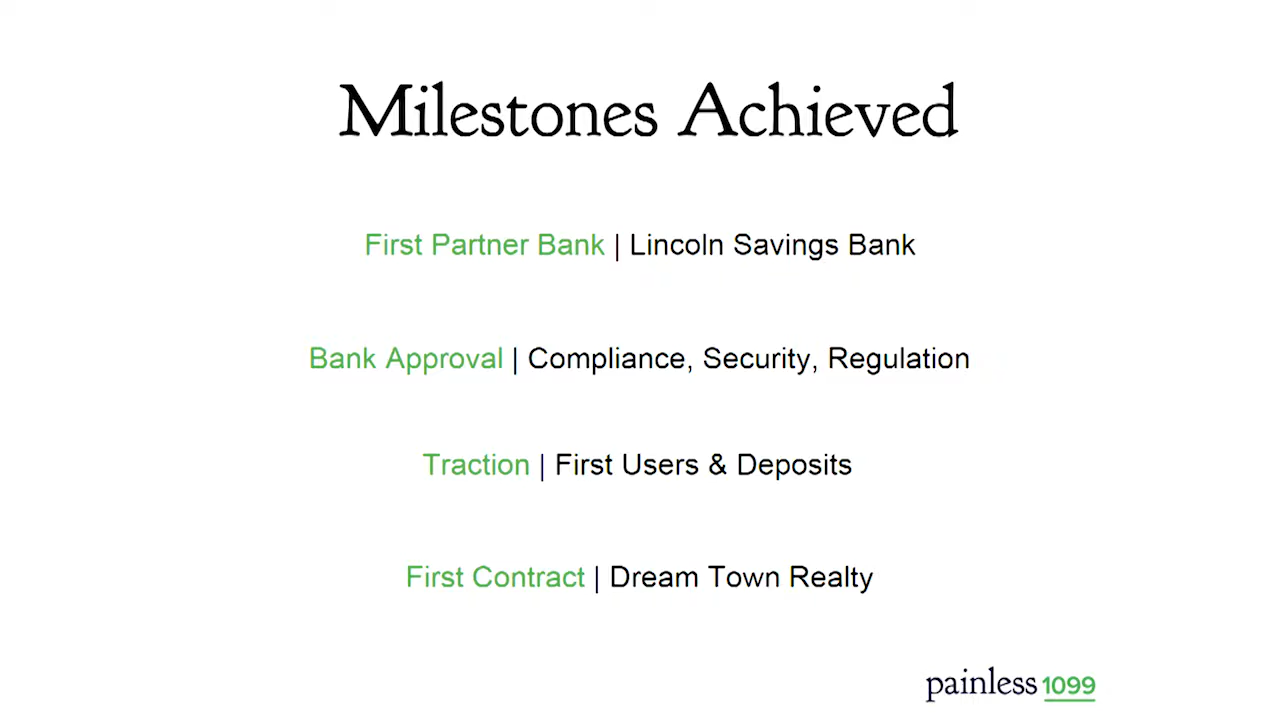 Milestones Achieved
First Partner Bank | Lincoln Savings Bank
Bank Approval | Compliance, Security, Regulation
Traction | First Users & Deposits
First Contract | Dream Town Realty
painless 1099